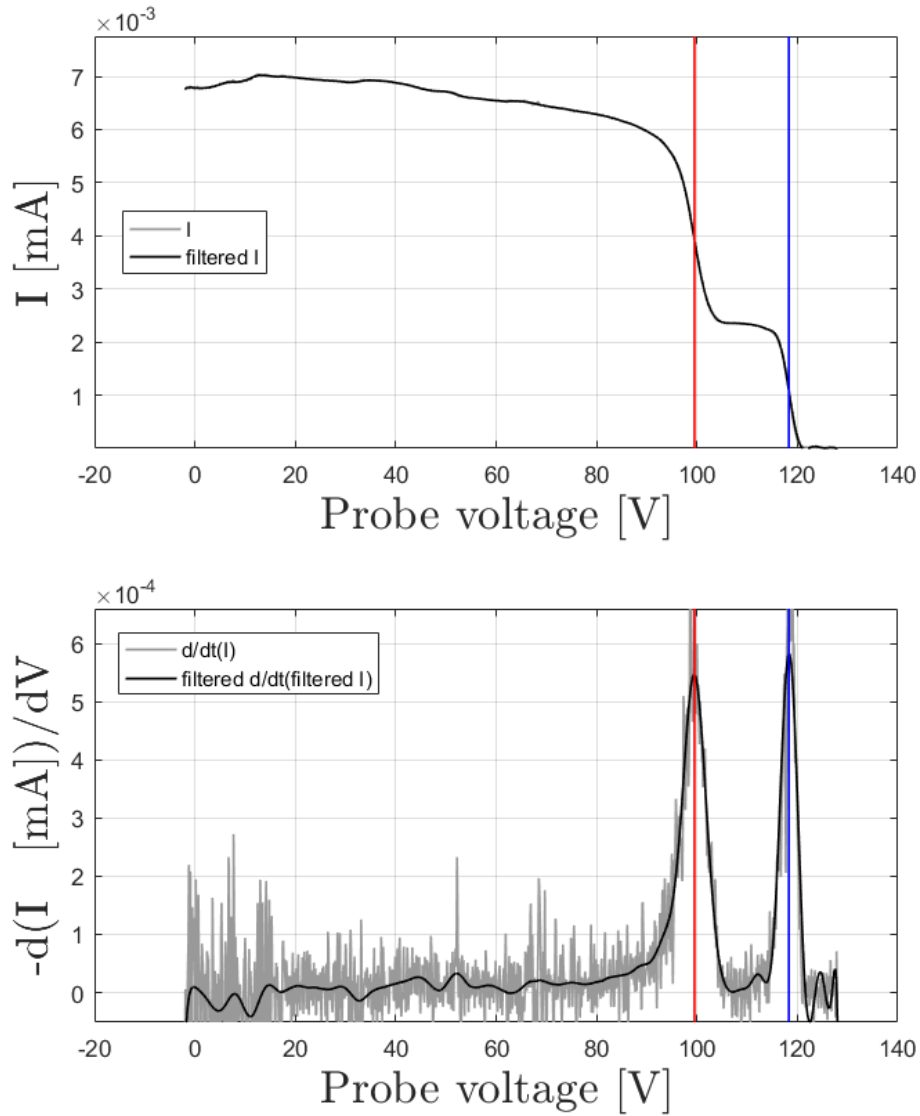 ×10-3
7
6
5
4
3
2
1
I [mA]
I
filtered I
-20 0 20 40 60 80 100 120 140
Probe voltage [V]
×10-4
6
5
4
3
2
1
0
-d(I [mA])/dV
d/dt(I)
filtered d/dt(filtered I)
-20 0 20 40 60 80 100 120 140
Probe voltage [V]